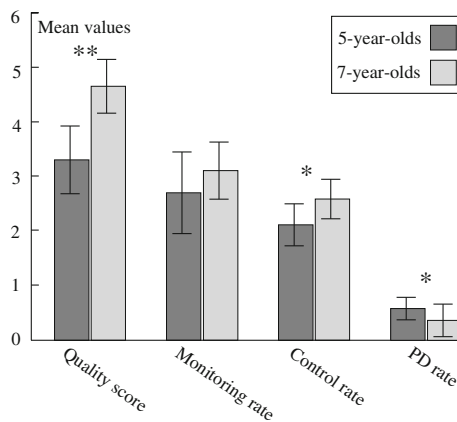 Mean values
5-year-olds
7-year-olds
6
5
4
3
2
1
0
**
*
*
Quality score
Monitoring rate
Control rate
PD rate